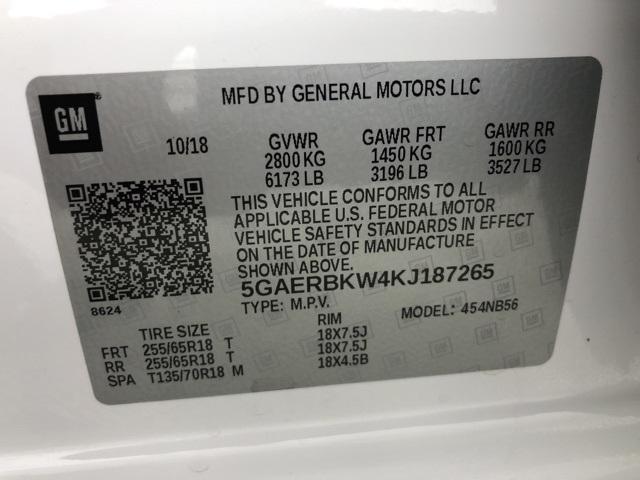 GM ®
MFD BY GENERAL MOTORS LLC
10/18 GVWR GAWR FRT GAWR RR
2800 KG 1450 KG 1600 KG
6173 LB 3196 LB 3527 LB
THIS VEHICLE CONFORMS TO ALL
APPLICABLE U.S. FEDERAL MOTOR
VEHICLE SAFETY STANDARDS IN EFFECT
ON THE DATE OF MANUFACTURE
SHOWN ABOVE.
8624
5GAERBKW4KJ187265
TYPE: M.P.V. MODEL: 454NB56
TIRE SIZE RIM
FRT 255/65R18 T 18X7.5J
RR 255/65R18 T 18X7.5J
SPA T135/70R18 M 18X4.5B